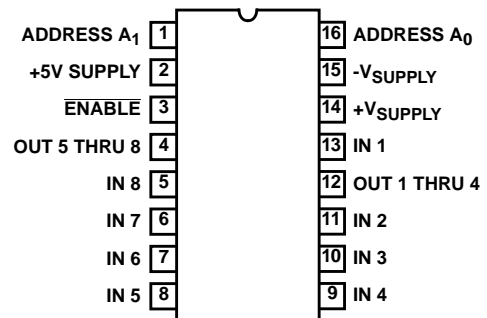 ADDRESS A1 1 16 ADDRESS A0
+5V SUPPLY 2 15 -VSUPPLY
ENABLE 3 14 +VSUPPLY
OUT 5 THRU 8 4 13 IN 1
IN 8 5 12 OUT 1 THRU 4
IN 7 6 11 IN 2
IN 6 7 10 IN 3
IN 5 8 9 IN 4